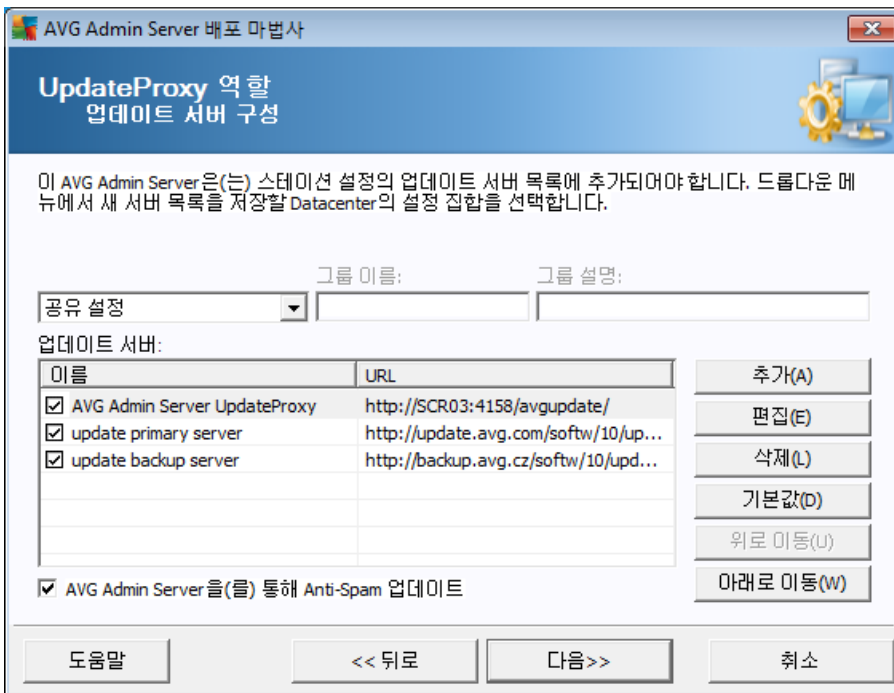 AVG Admin Server 배포 마법사
UpdateProxy 역할
업데이트 서버 구성
이 AVG Admin Server은(는) 스테이션 설정의 업데이트 서버 목록에 추가되어야 합니다. 드롭다운 메
뉴에서 새 서버 목록을 저장할 Datacenter의 설정 집합을 선택합니다.
그룹 이름: 그룹 설명:
공유 설정
업데이트 서버:
이름 URL
AVG Admin Server UpdateProxy http://SCR03:4158/avgupdate/
update primary server http://update.avg.com/softw/10/up...
update backup server http://backup.avg.cz/softw/10/upd...
추가(A)
편집(E)
삭제(L)
기본값(D)
위로 이동(U)
아래로 이동(W)
AVG Admin Server을(를) 통해 Anti-Spam 업데이트
도움말 << 뒤로 다음>> 취소